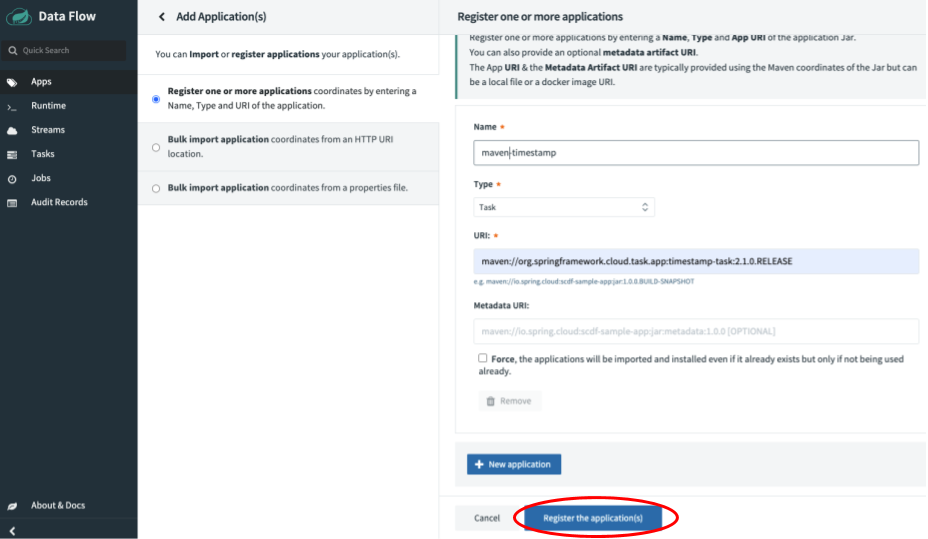 Data Flow
Quick Search
Apps
Runtime
Streams
Tasks
Jobs
Audit Records
About & Docs
Add Application(s)
You can Import or register applications your application(s).
Register one or more applications coordinates by entering a
Name, Type and URI of the application.
Bulk import application coordinates from an HTTP URI
location.
Bulk import application coordinates from a properties file.
Register one or more applications
Register one or more applications by entering a Name, Type and App URI of the application Jar.
You can also provide an optional metadata artifact URI.
The App URI & the Metadata Artifact URI are typically provided using the Maven coordinates of the Jar but can
be a local file or a docker image URI.
Name
maven-timestamp
Type
Task
URI:
maven://org.springframework.cloud.task.app:timestamp-task:2.1.0.RELEASE
e.g. maven://io.spring.cloud:scdf-sample-app:jar:1.0.0.BUILD-SNAPSHOT
Metadata URI:
maven://io.spring.cloud:scdf-sample-app:jar:metadata:1.0.0 [OPTIONAL]
Force, the applications will be imported and installed even if it already exists but only if not being used
already.
Remove
New application
Cancel
Register the application(s)